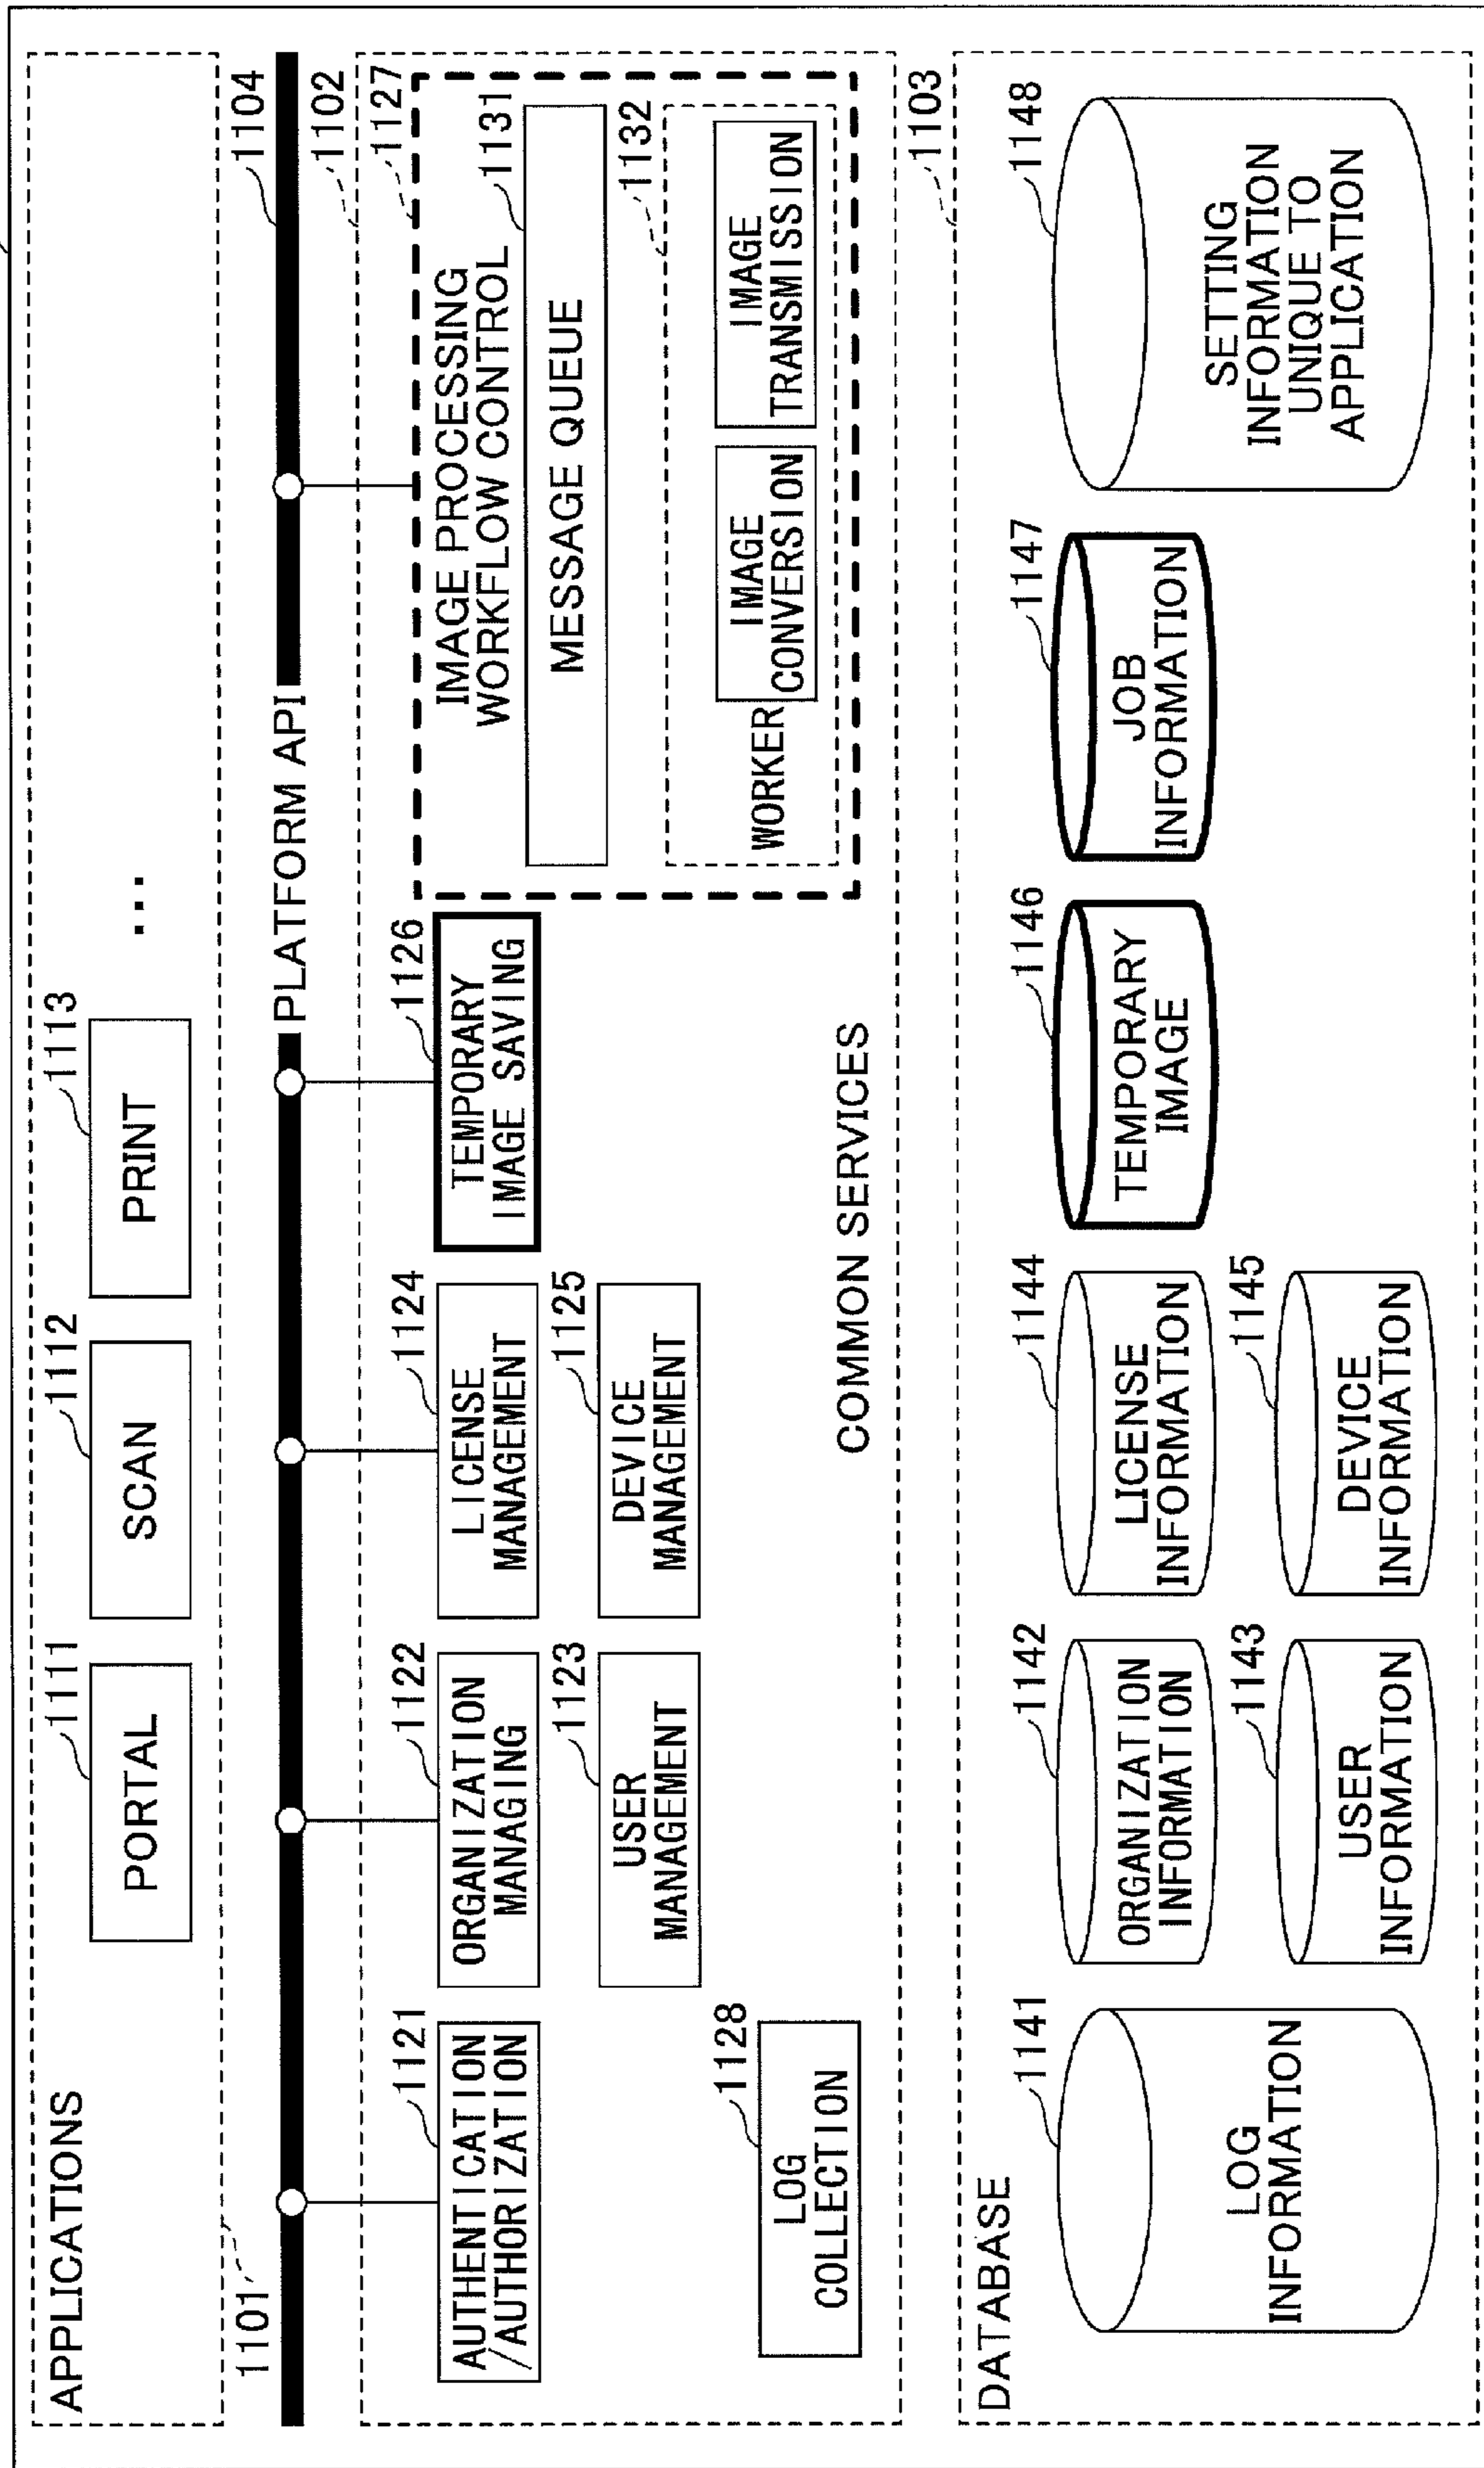 APPLICATIONS
1101
1111
PORTAL
1112
SCAN
1113
PRINT
...
PLATFORM API
1104
1102
1121
AUTHENTICATION
/AUTHORIZATION
1122
ORGANIZATION
MANAGING
1123
USER
MANAGEMENT
1124
LICENSE
MANAGEMENT
1125
DEVICE
MANAGEMENT
1126
TEMPORARY
IMAGE SAVING
1127
IMAGE PROCESSING
WORKFLOW CONTROL
1131
MESSAGE QUEUE
1132
WORKER
IMAGE
CONVERSION
IMAGE
TRANSMISSION
1128
LOG
COLLECTION
COMMON SERVICES
1103
DATABASE
1141
LOG
INFORMATION
1142
ORGANIZATION
INFORMATION
1143
USER
INFORMATION
1144
LICENSE
INFORMATION
1145
DEVICE
INFORMATION
1146
TEMPORARY
IMAGE
1147
JOB
INFORMATION
1148
SETTING
INFORMATION
UNIQUE TO
APPLICATION